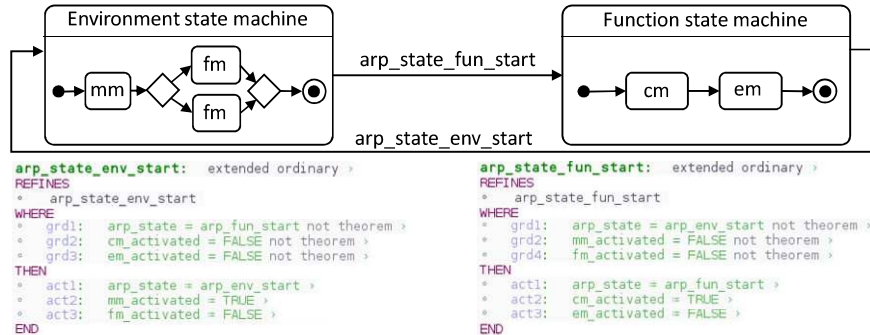 Environment state machine
Function state machine
mm
fm
fm
arp_state_fun_start
cm
em
arp_state_env_start
arp_state_env_start: extended ordinary ›
REFINES
◦ arp_state_env_start
WHERE
◦ grd1: arp_state = arp_fun_start not theorem ›
◦ grd2: cm_activated = FALSE not theorem ›
◦ grd3: em_activated = FALSE not theorem ›
THEN
◦ act1: arp_state = arp_env_start ›
◦ act2: mm_activated = TRUE ›
◦ act3: fm_activated = FALSE ›
END
arp_state_fun_start: extended ordinary ›
REFINES
◦ arp_state_fun_start
WHERE
◦ grd1: arp_state = arp_env_start not theorem ›
◦ grd2: mm_activated = FALSE not theorem ›
◦ grd4: fm_activated = FALSE not theorem ›
THEN
◦ act1: arp_state = arp_fun_start ›
◦ act2: cm_activated = TRUE ›
◦ act3: em_activated = FALSE ›
END